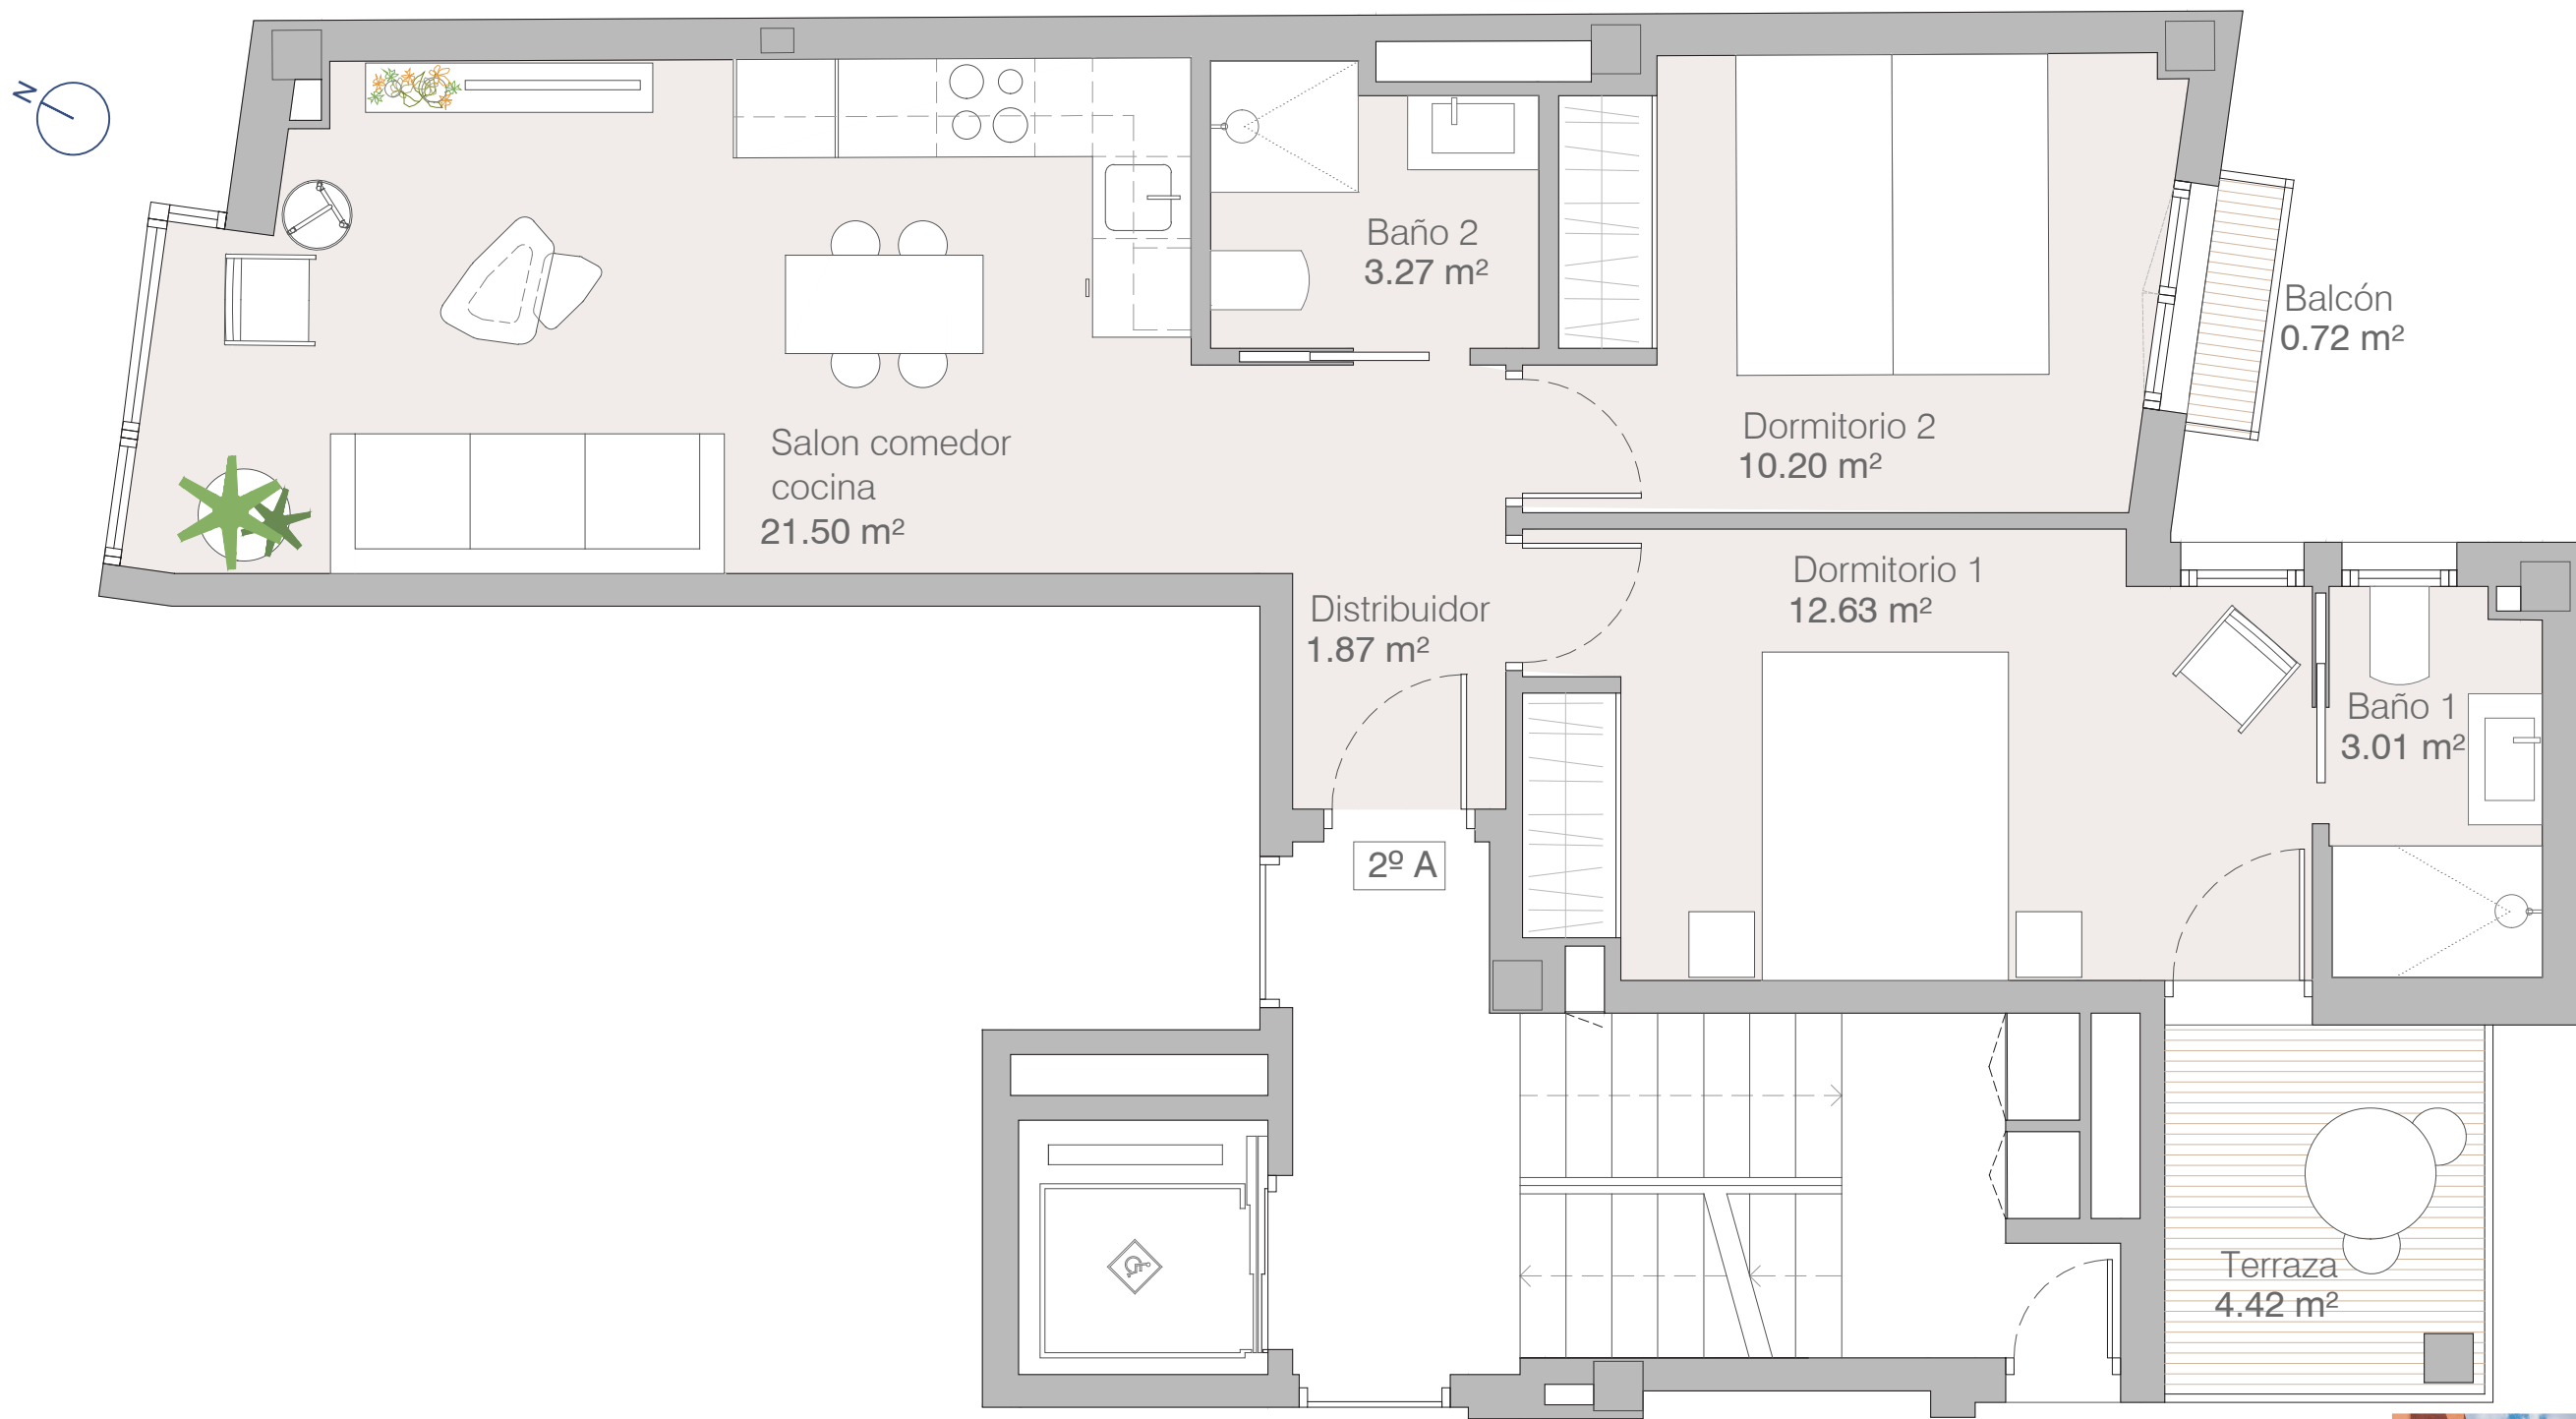 N
Baño 2
3.27 m²
Balcón
0.72 m²
Salon comedor
cocina
21.50 m²
Dormitorio 2
10.20 m²
Distribuidor
1.87 m²
Dormitorio 1
12.63 m²
Baño 1
3.01 m²
2º A
Terraza
4.42 m²